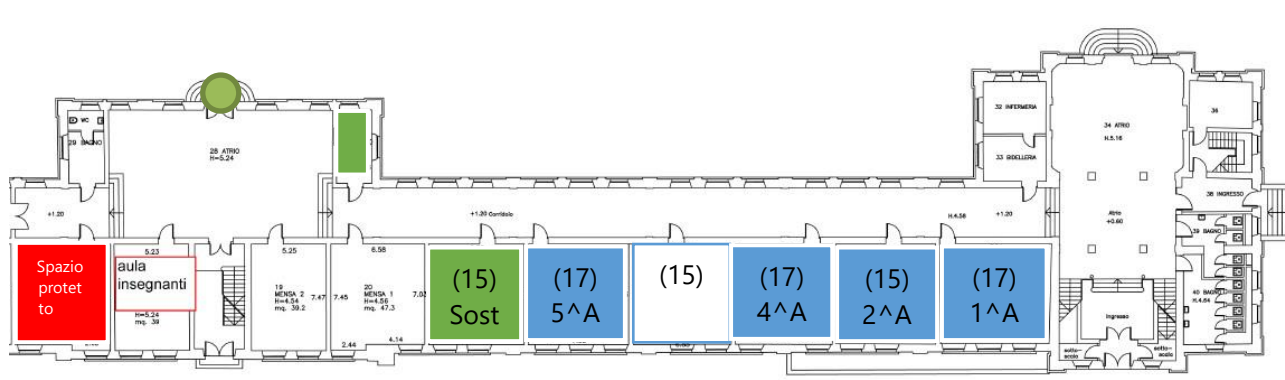 WC
29 BAGNO
28 ATRIO
H=5.24
32 INFERMERIA
33 BIDELLERIA
34 ATRIO
H.5.16
36
38 INGRESSO
+1.20
+1.20 Corridoio
H.4.58
+1.20
Atrio
+0.60
39 BAGNO
40 BAGNO
H.4.64
Spazio
protet
to
5.23
aula
insegnanti
H=5.24
mq. 39
5.25
19
MENSA 2
H=4.54
mq. 39.2
7.47
6.58
7.45
20
MENSA 1
H=4.56
mq. 47.3
2.44
4.14
(15)
Sost
(17)
5^A
(15)
(17)
4^A
(15)
2^A
(17)
1^A
Ingresso
sotto-
scala
sotto-
scala